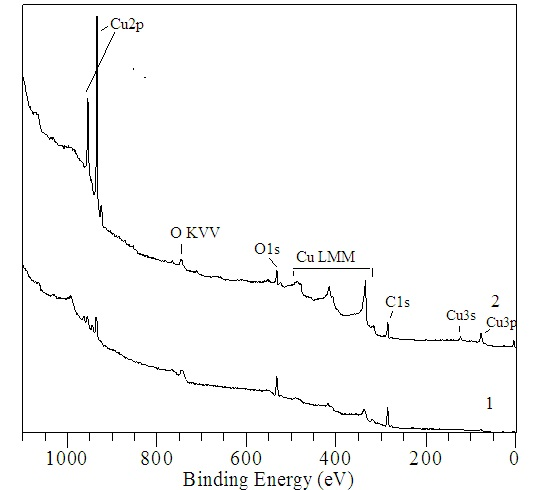 Cu2p
O KVV
O1s
Cu LMM
C1s
2
Cu3s
Cu3p
1
1000 800 600 400 200 0
Binding Energy (eV)